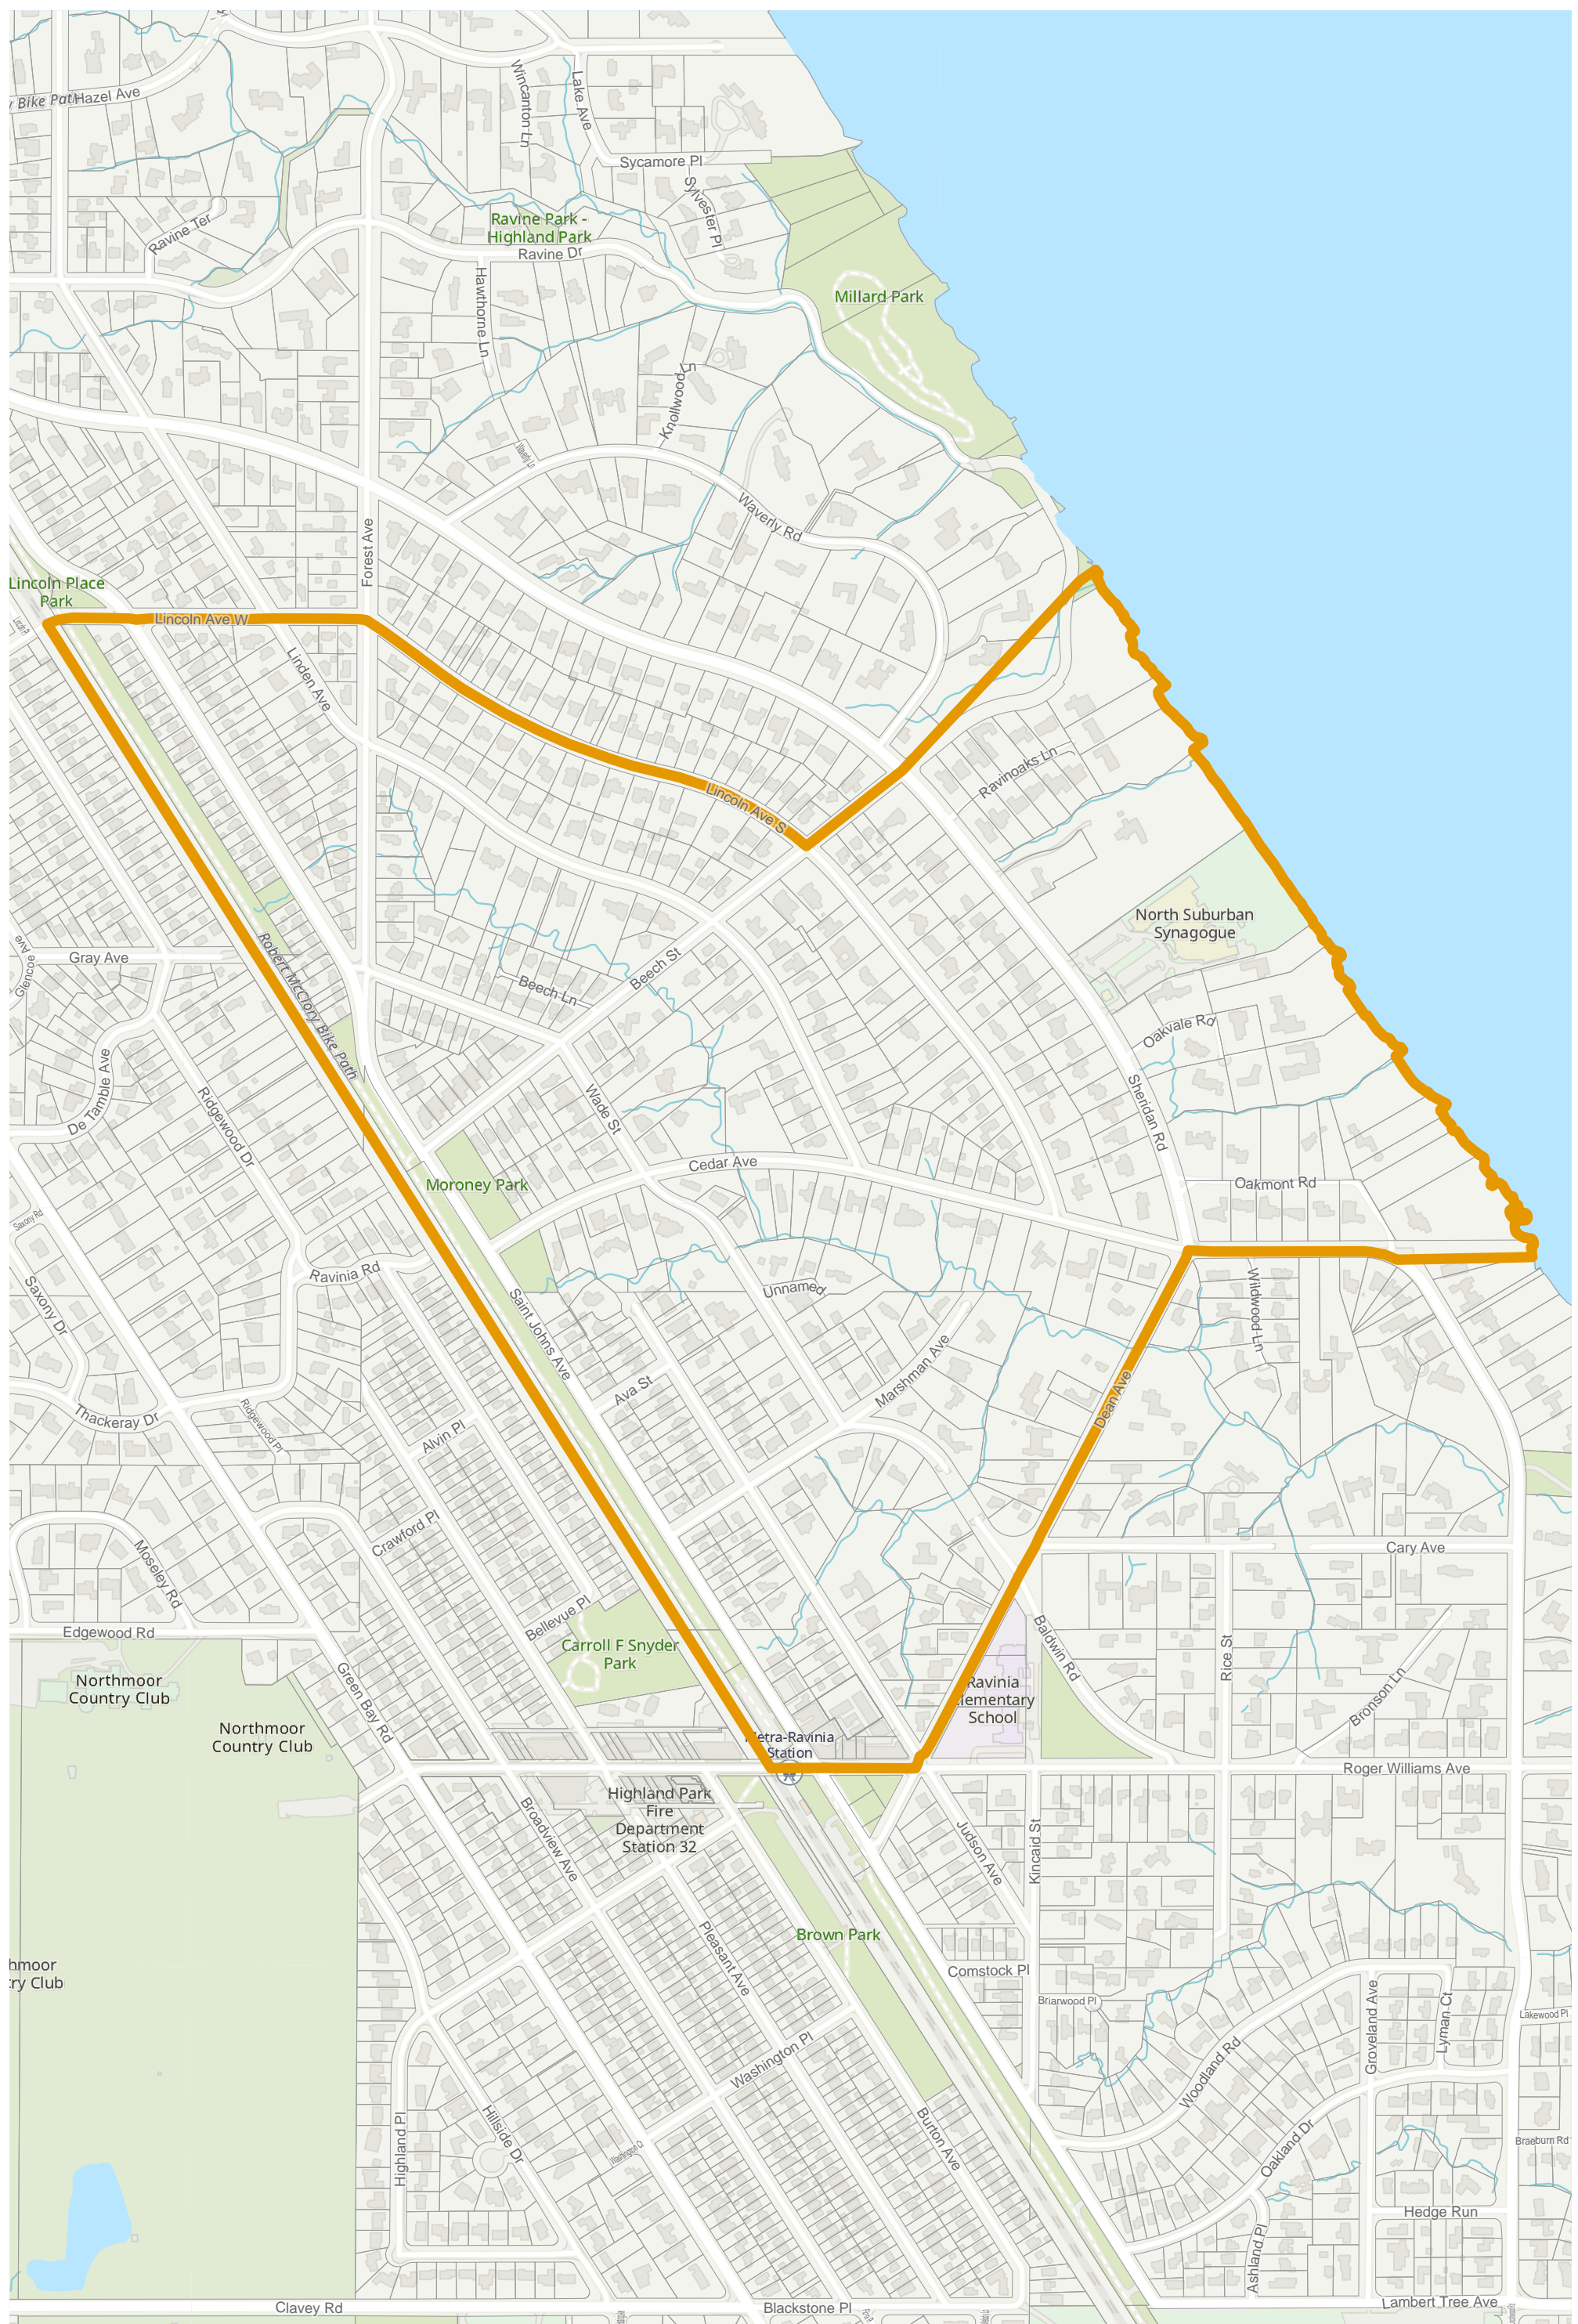 Hazel Ave
Bike Path
Wincanton Ln
Lake Ave
Sycamore Pl
Sylvester Pl
Ravine Ter
Ravine Park -
Highland Park
Ravine Dr
Hawthorne Ln
Millard Park
Knollwood Ln
Waverly Ln
Waverly Rd
Forest Ave
Lincoln Place
Park
Lincoln Ave W
Linden Ave
Lincoln Ave S
Ravinoaks Ln
North Suburban
Synagogue
Robert McClory Bike Path
Gray Ave
Glencoe Ave
Beech St
Beech Ln
Oakvale Rd
De Tamble Ave
Ridgewood Dr
Wade St
Sheridan Rd
Cedar Ave
Moroney Park
Oakmont Rd
Saxony Rd
Saxony Dr
Ravinia Rd
Saint Johns Ave
Unnamed
Wildwood Ln
Marshman Ave
Ava St
Dean Ave
Thackeray Dr
Ridgewood Pl
Alvin Pl
Crawford Pl
Moseley Rd
Cary Ave
Bellevue Pl
Edgewood Rd
Carroll F Snyder
Park
Baldwin Rd
Rice St
Northmoor
Country Club
Green Bay Rd
Ravinia
Elementary
School
Bronson Ln
Northmoor
Country Club
Metra-Ravinia
Station
Roger Williams Ave
Highland Park
Fire
Department
Station 32
Broadview Ave
Judson Ave
Kincaid St
Brown Park
Pleasant Ave
Comstock Pl
hmoor
try Club
Briarwood Pl
Groveland Ave
Lyman Ct
Lakewood Pl
Washington Pl
Woodland Rd
Highland Pl
Hillside Dr
Burton Ave
Oakland Dr
Braeburn Rd
Hedge Run
Ashland Pl
Clavey Rd
Blackstone Pl
Lambert Tree Ave